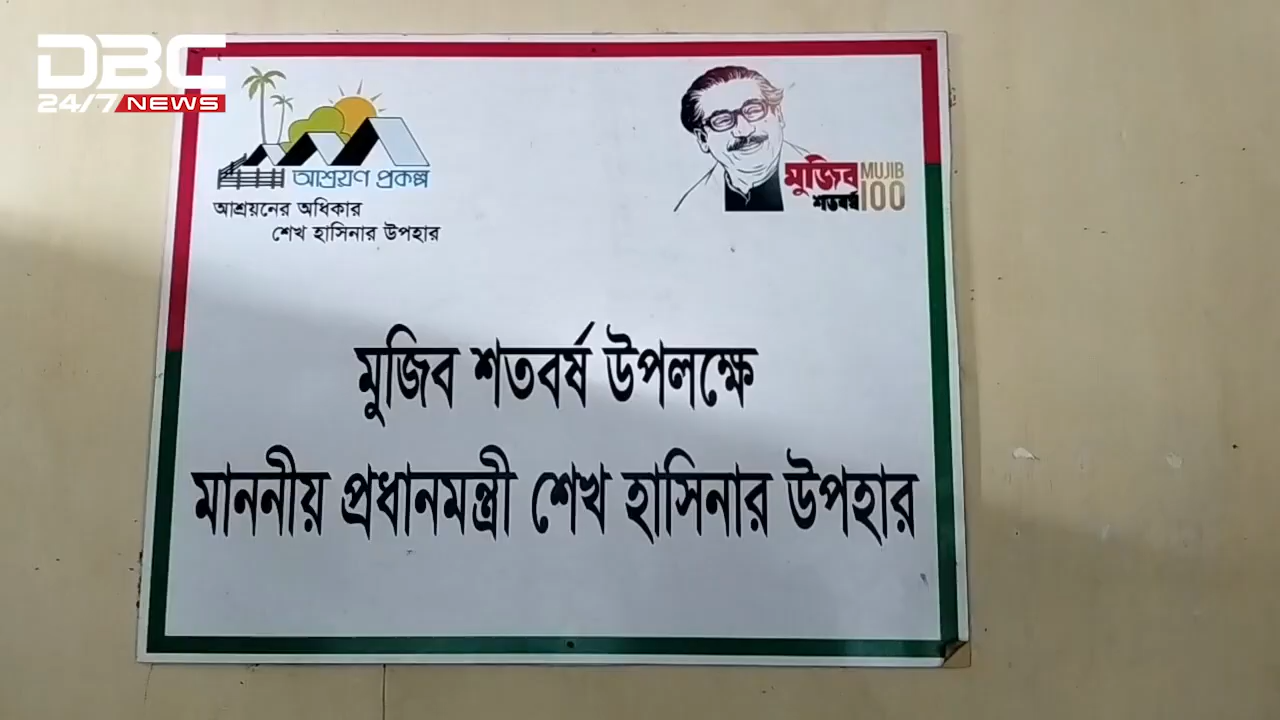 DBC
24/7 NEWS
আশ্রয়ণ প্রকল্প
আশ্রয়নের অধিকার
শেখ হাসিনার উপহার
মুজিব MUJIB
শতবর্ষ 100
মুজিব শতবর্ষ উপলক্ষে
মাননীয় প্রধানমন্ত্রী শেখ হাসিনার উপহার